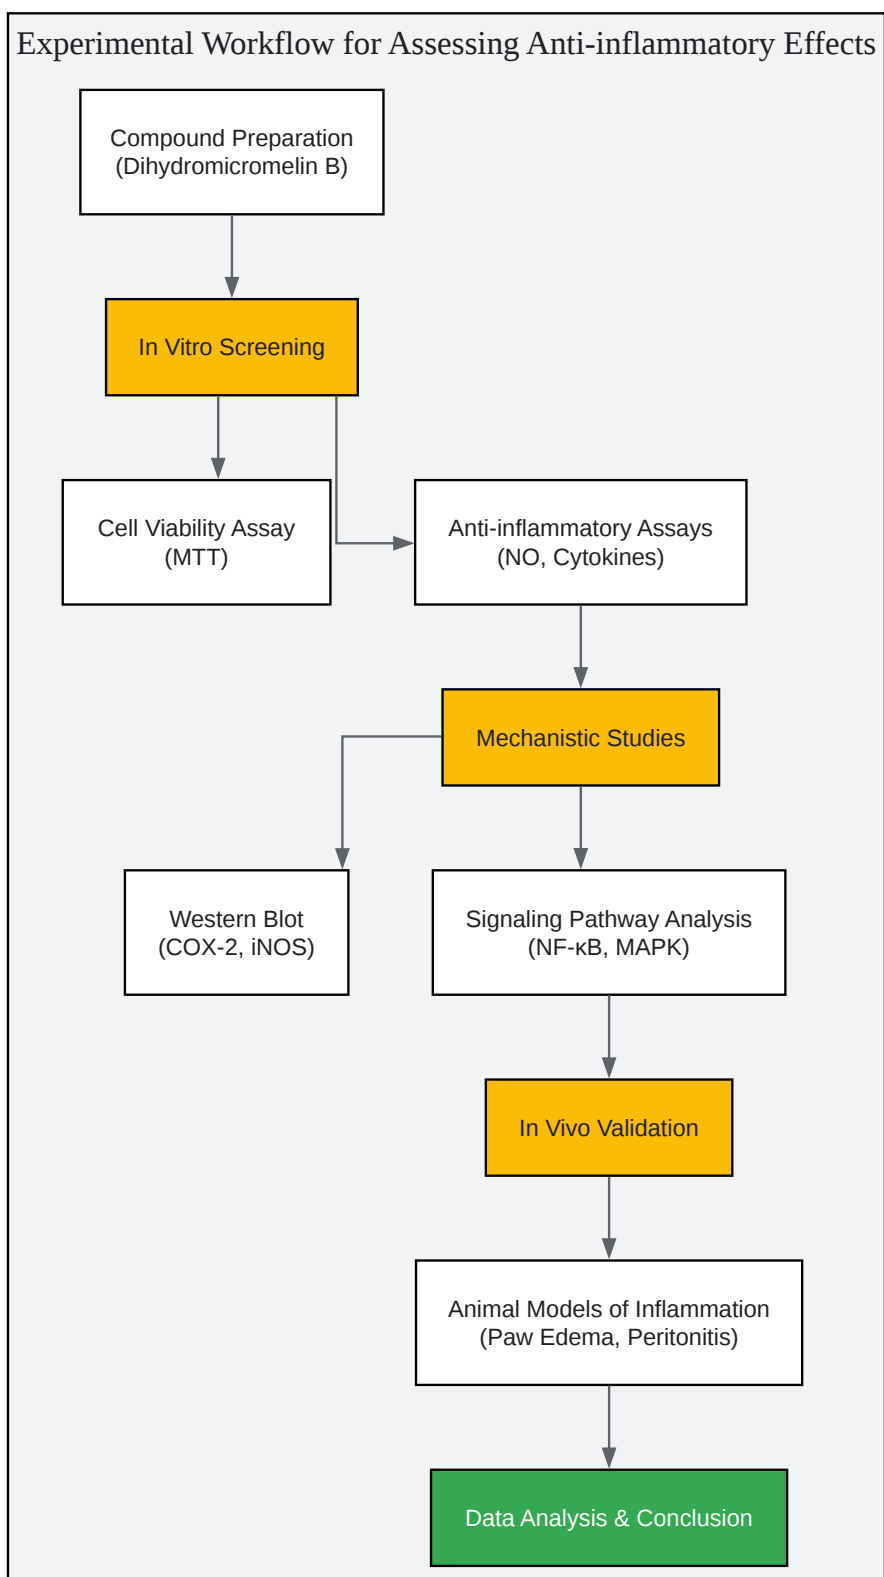 Experimental Workflow for Assessing Anti-inflammatory Effects
Compound Preparation
(Dihydromicromelin B)
In Vitro Screening
Cell Viability Assay
(MTT)
Anti-inflammatory Assays
(NO, Cytokines)
Mechanistic Studies
Western Blot
(COX-2, iNOS)
Signaling Pathway Analysis
(NF-κB, MAPK)
In Vivo Validation
Animal Models of Inflammation
(Paw Edema, Peritonitis)
Data Analysis & Conclusion